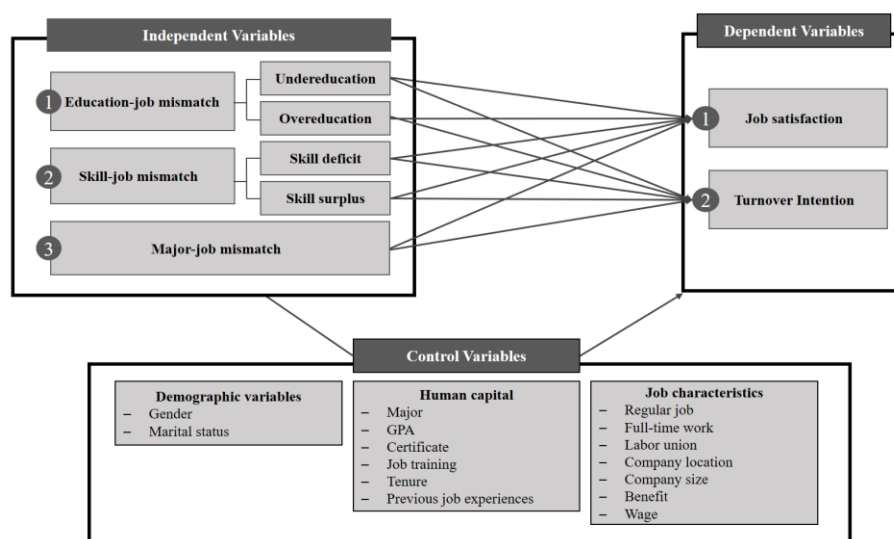 Independent Variables
Dependent Variables
1
Education-job mismatch
Undereducation
Overeducation
2
Skill-job mismatch
Skill deficit
Skill surplus
3
Major-job mismatch
1
Job satisfaction
2
Turnover Intention
Control Variables
Demographic variables
– Gender
– Marital status
Human capital
– Major
– GPA
– Certificate
– Job training
– Tenure
– Previous job experiences
Job characteristics
– Regular job
– Full-time work
– Labor union
– Company location
– Company size
– Benefit
– Wage